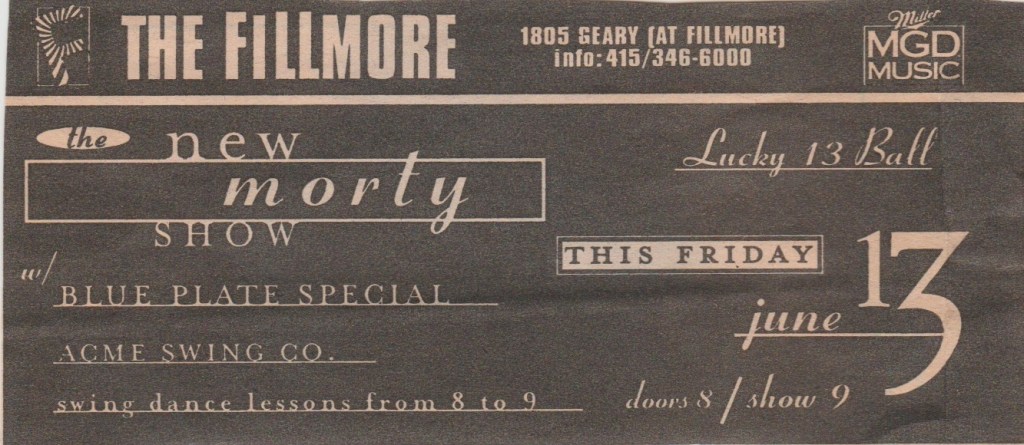 THE FILLMORE
1805 GEARY (AT FILLMORE)
info: 415/346-6000
Miller
MGD
MUSIC
the new
morty
SHOW
w/
BLUE PLATE SPECIAL
ACME SWING CO.
swing dance lessons from 8 to 9
Lucky 13 Ball
THIS FRIDAY
june 13
doors 8 / show 9